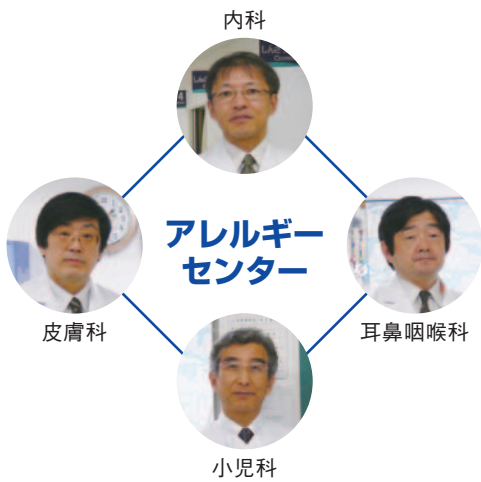 内科
アレルギー
センター
皮膚科
耳鼻咽喉科
小児科